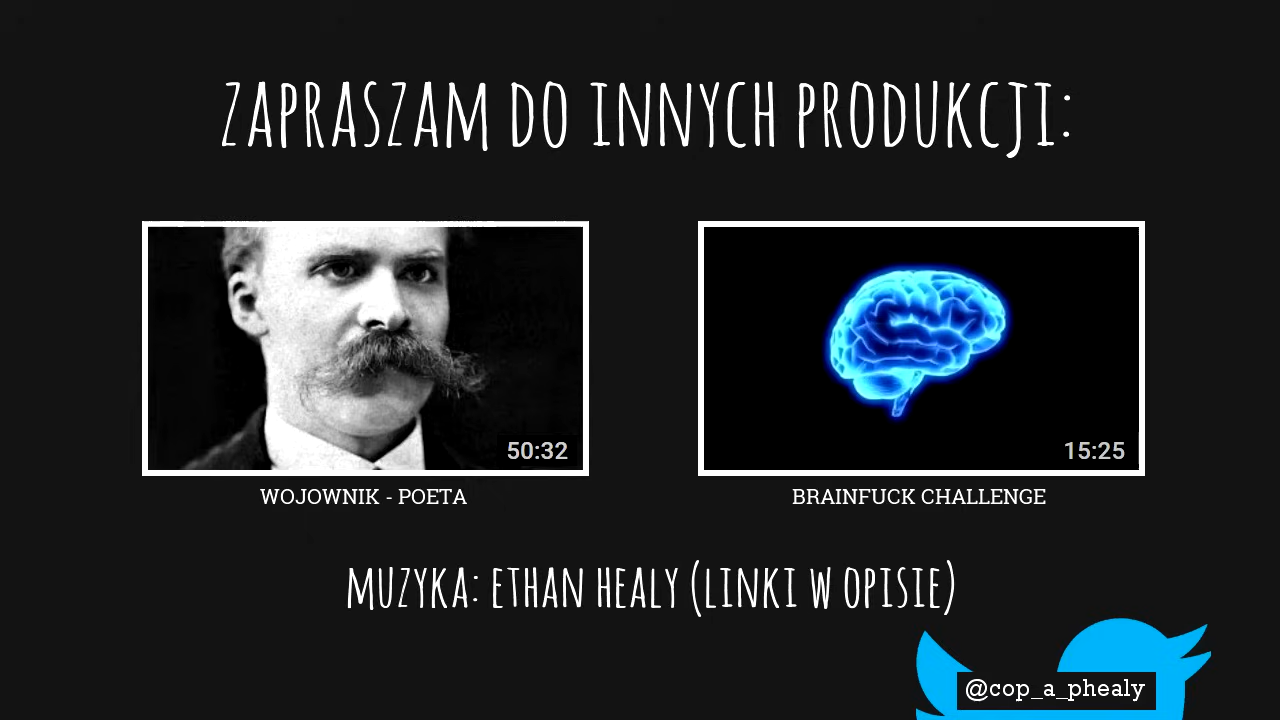 ZAPRASZAM DO INNYCH PRODUKCJI:
50:32
15:25
WOJOWNIK - POETA
BRAINFUCK CHALLENGE
MUZYKA: ETHAN HEALY (LINKI W OPISIE)
@cop_a_phealy